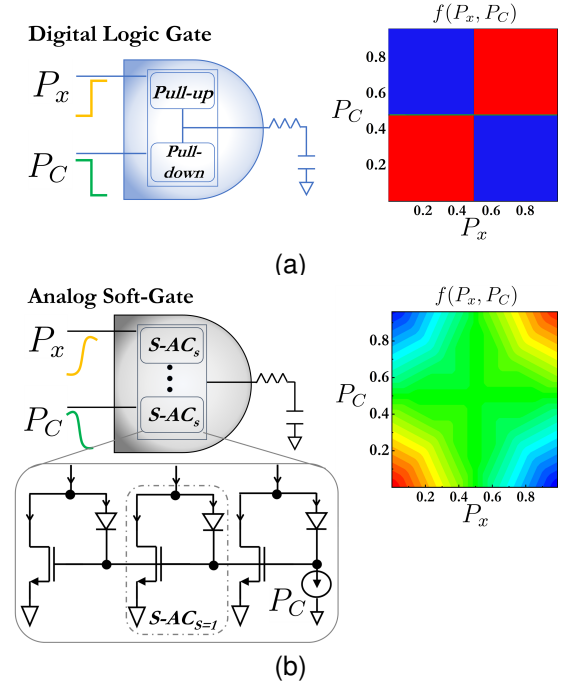 Digital Logic Gate
P_x
P_C
Pull-up
Pull-
down
f(P_x, P_C)
0.8
0.6
P_C
0.4
0.2
0.2 0.4 0.6 0.8
P_x
(a)
Analog Soft-Gate
P_x
P_C
S-AC_s
S-AC_s
f(P_x, P_C)
0.8
0.6
P_C
0.4
0.2
0.2 0.4 0.6 0.8
P_x
P_C
S-AC_{S=1}
(b)